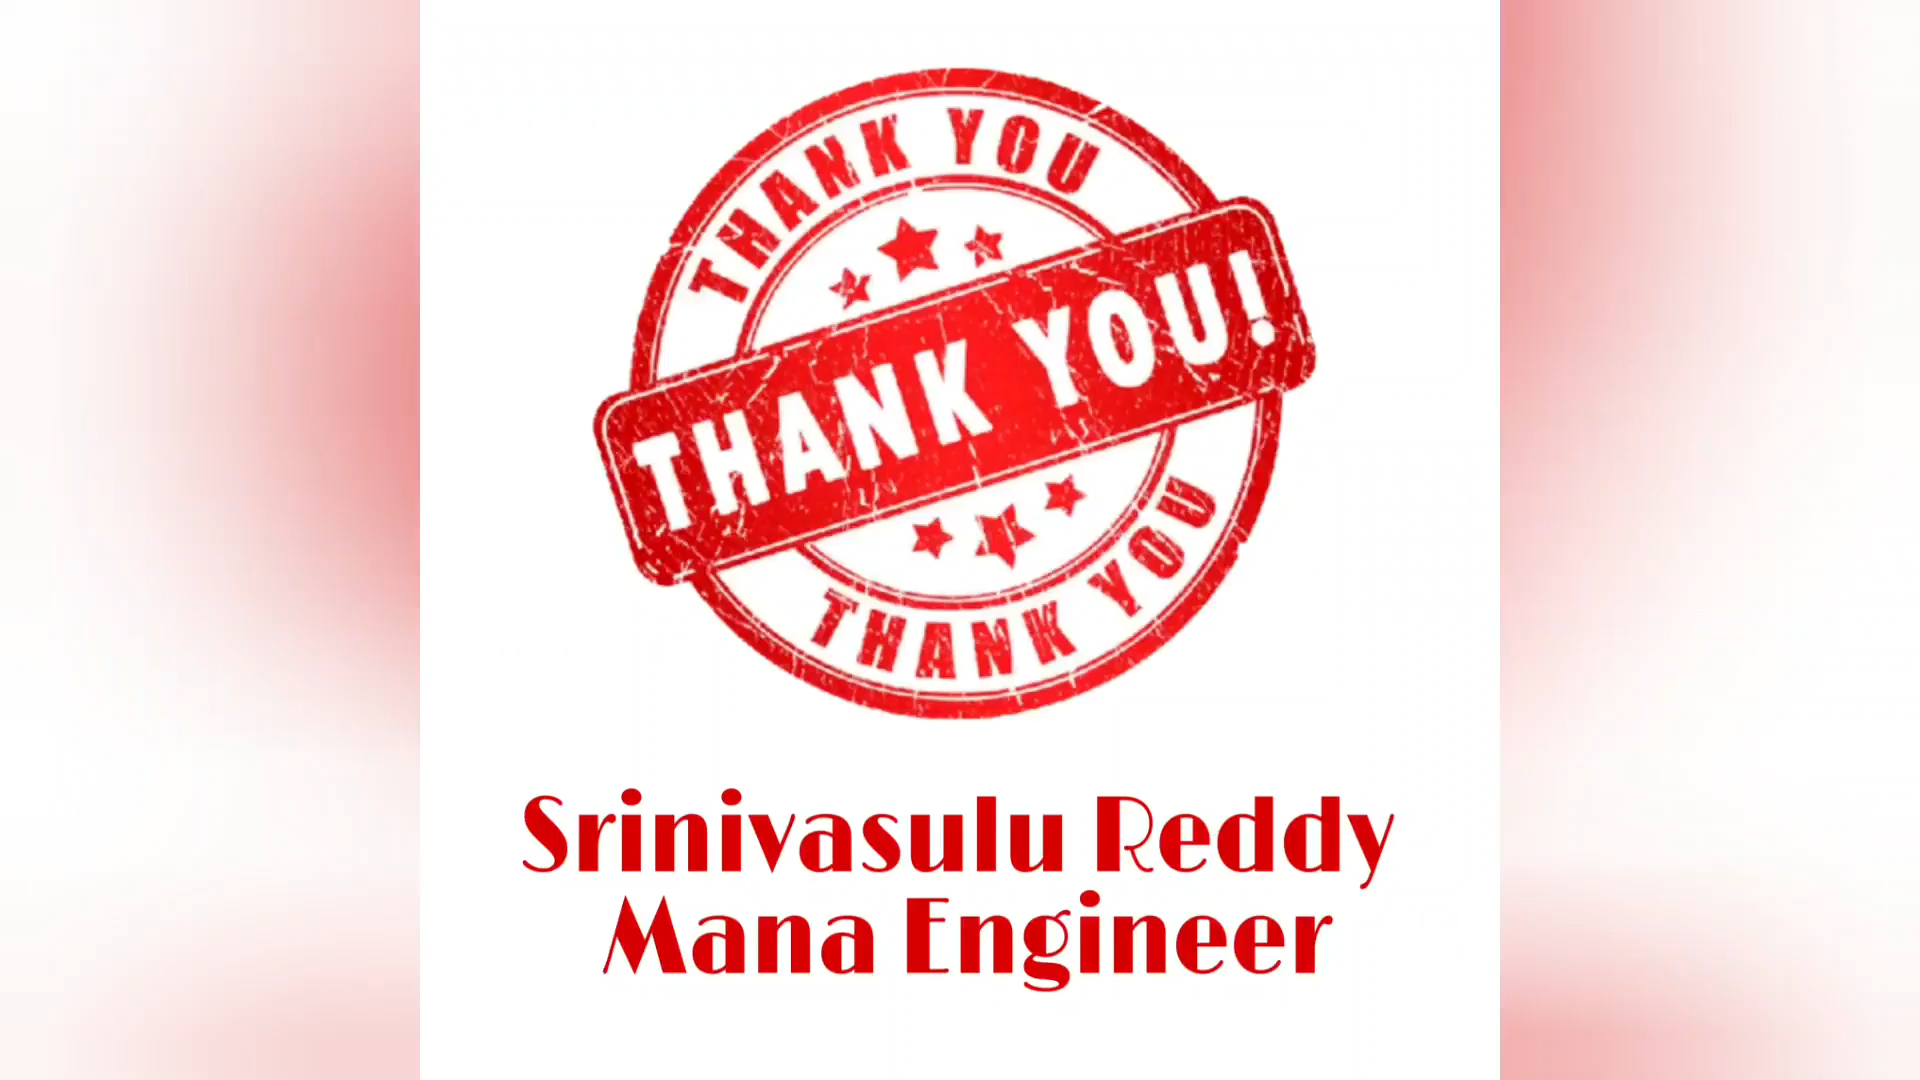 THANK YOU
THANK YOU!
THANK YOU
Srinivasulu Reddy
Mana Engineer